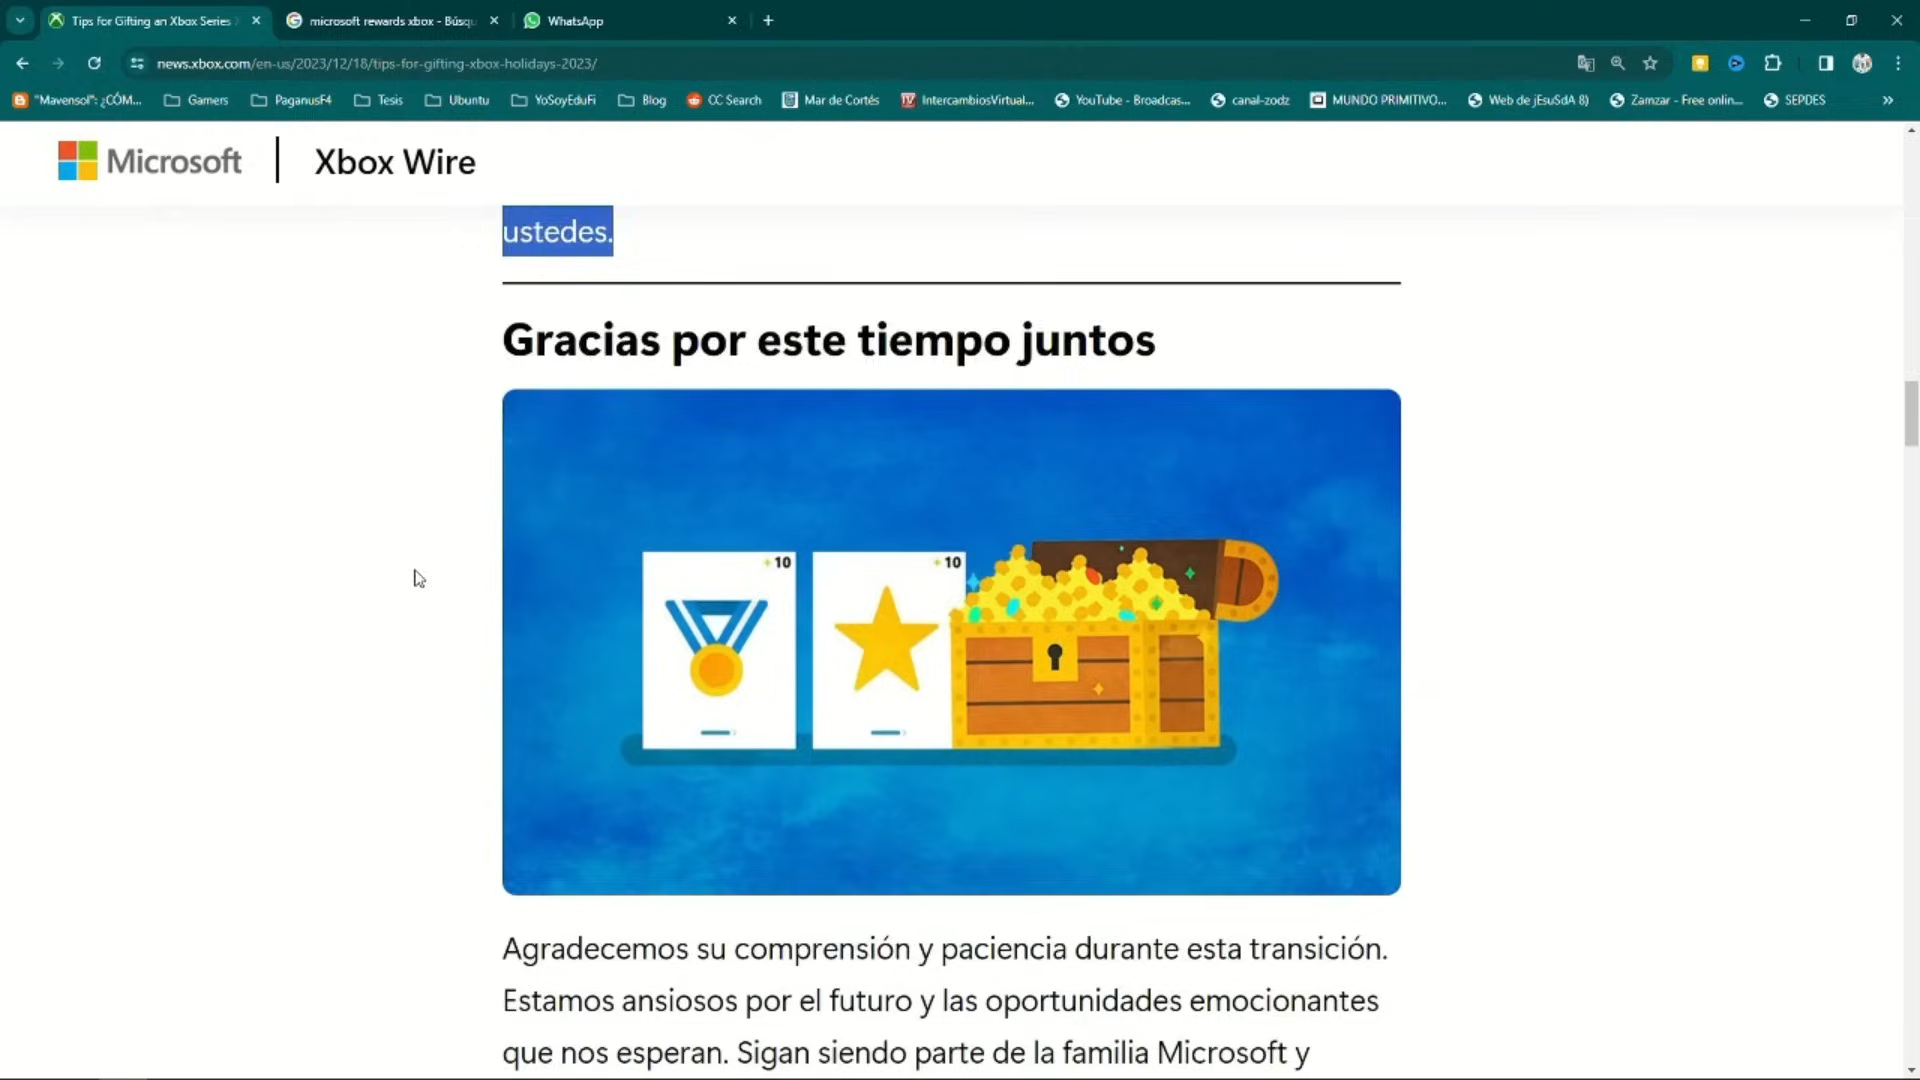 Tips for Gifting an Xbox Series
microsoft rewards xbox - Búsqu
WhatsApp
news.xbox.com/en-us/2023/12/18/tips-for-gifting-xbox-holidays-2023/
"Mavensol": ¿CÓM...
Gamers
PaganusF4
Tesis
Ubuntu
YoSoyEduFi
Blog
CC Search
Mar de Cortés
IntercambiosVirtual...
YouTube - Broadcas...
canal-zodz
MUNDO PRIMITIVO...
Web de jEsuSdA 8)
Zamzar - Free onlin...
SEPDES
Microsoft
Xbox Wire
ustedes.
Gracias por este tiempo juntos
+10
+10
Agradecemos su comprensión y paciencia durante esta transición.
Estamos ansiosos por el futuro y las oportunidades emocionantes
que nos esperan. Sigan siendo parte de la familia Microsoft y